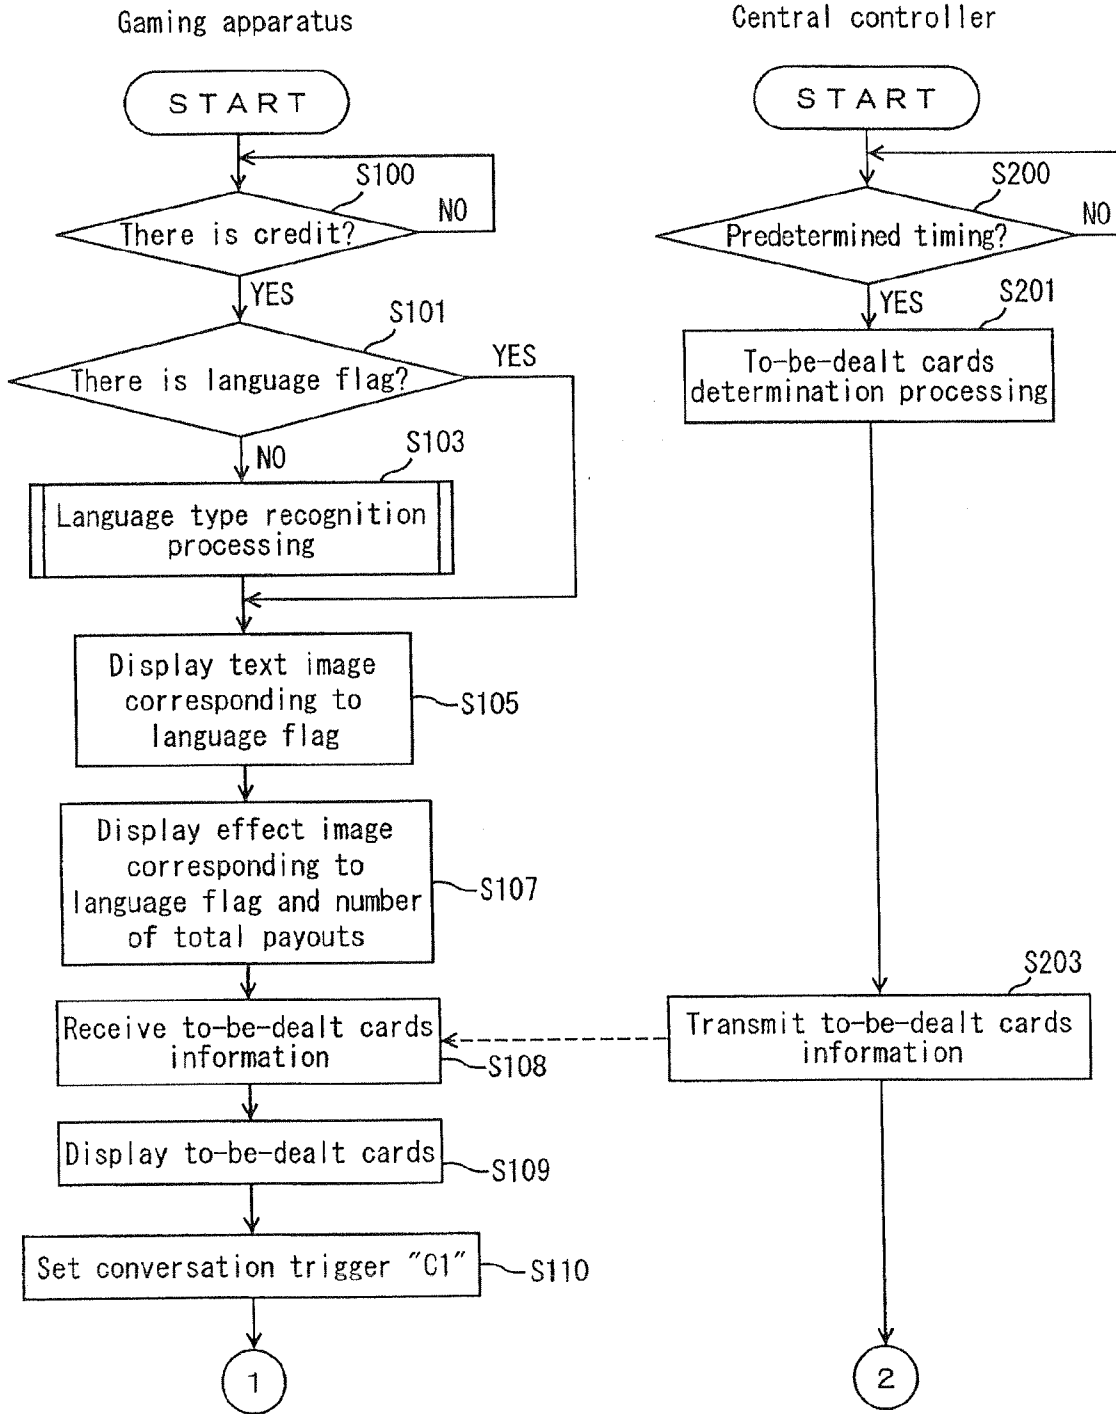 Gaming apparatus
START
S100
There is credit?
NO
YES
S101
There is language flag?
YES
NO
S103
Language type recognition
processing
Display text image
corresponding to
language flag
S105
Display effect image
corresponding to
language flag and number
of total payouts
S107
Receive to-be-dealt cards
information
S108
Display to-be-dealt cards
S109
Set conversation trigger "C1"
S110
1
Central controller
START
S200
Predetermined timing?
NO
YES
S201
To-be-dealt cards
determination processing
S203
Transmit to-be-dealt cards
information
2